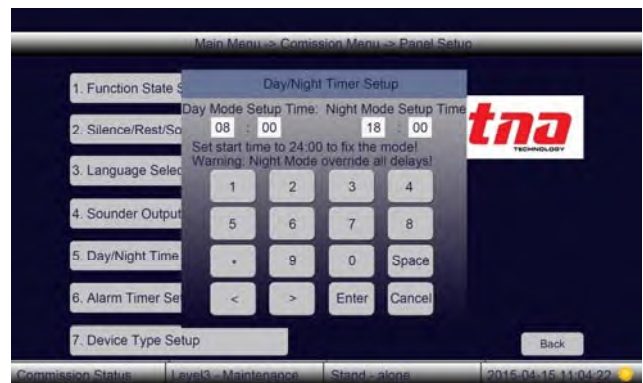 Main Menu -> Comission Menu -> Panel Setup
Day/Night Timer Setup
Day Mode Setup Time: Night Mode Setup Time
08 : 00 18 : 00
Set start time to 24:00 to fix the mode!
Warning: Night Mode override all delays!
1 2 3 4
5 6 7 8
. 9 0 Space
< > Enter Cancel
1. Function State S
2. Silence/Rest/So
3. Language Selec
4. Sounder Output
5. Day/Night Time
6. Alarm Timer Se
7. Device Type Setup
tna
TECHNOLOGY
Back
Commission Status Level3 - Maintenance Stand - alone 2015-04-15 11:04:22